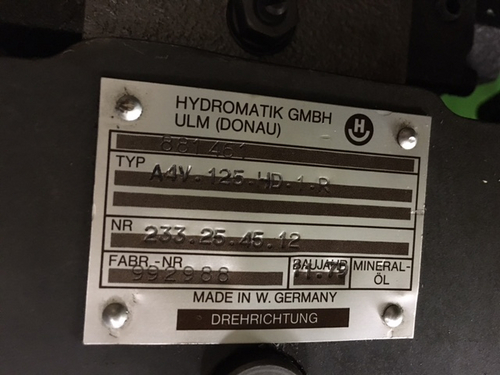 HYDROMATIK GMBH
ULM (DONAU)
H
881461
TYP A4V.125-HD-1-R
NR 233.25.45.12
FABR.-NR 992988
BAUJAHR
MINERAL-
ÖL
MADE IN W. GERMANY
DREHRICHTUNG